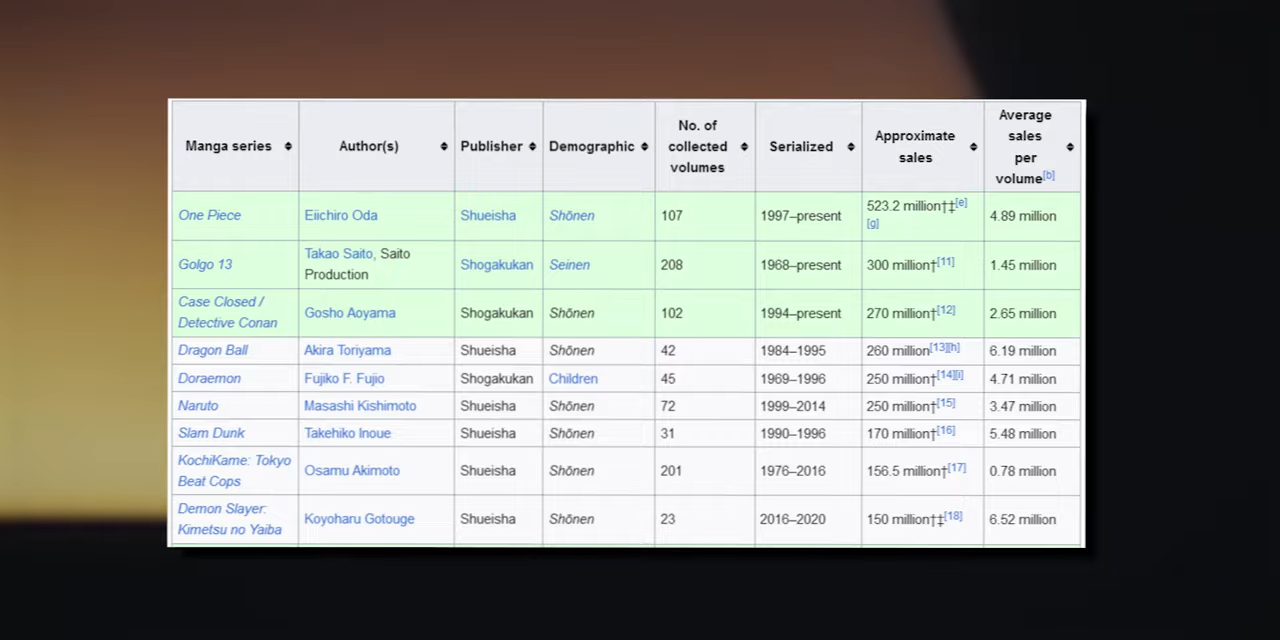 Manga series Author(s) Publisher Demographic No. of collected volumes Serialized Approximate sales Average sales per volume[b]
One Piece Eiichiro Oda Shueisha Shōnen 107 1997–present 523.2 million†‡[e][g] 4.89 million
Golgo 13 Takao Saito, Saito Production Shogakukan Seinen 208 1968–present 300 million†[11] 1.45 million
Case Closed / Detective Conan Gosho Aoyama Shogakukan Shōnen 102 1994–present 270 million†[12] 2.65 million
Dragon Ball Akira Toriyama Shueisha Shōnen 42 1984–1995 260 million[13][h] 6.19 million
Doraemon Fujiko F. Fujio Shogakukan Children 45 1969–1996 250 million†[14][i] 4.71 million
Naruto Masashi Kishimoto Shueisha Shōnen 72 1999–2014 250 million†[15] 3.47 million
Slam Dunk Takehiko Inoue Shueisha Shōnen 31 1990–1996 170 million†[16] 5.48 million
KochiKame: Tokyo Beat Cops Osamu Akimoto Shueisha Shōnen 201 1976–2016 156.5 million†[17] 0.78 million
Demon Slayer: Kimetsu no Yaiba Koyoharu Gotouge Shueisha Shōnen 23 2016–2020 150 million†‡[18] 6.52 million